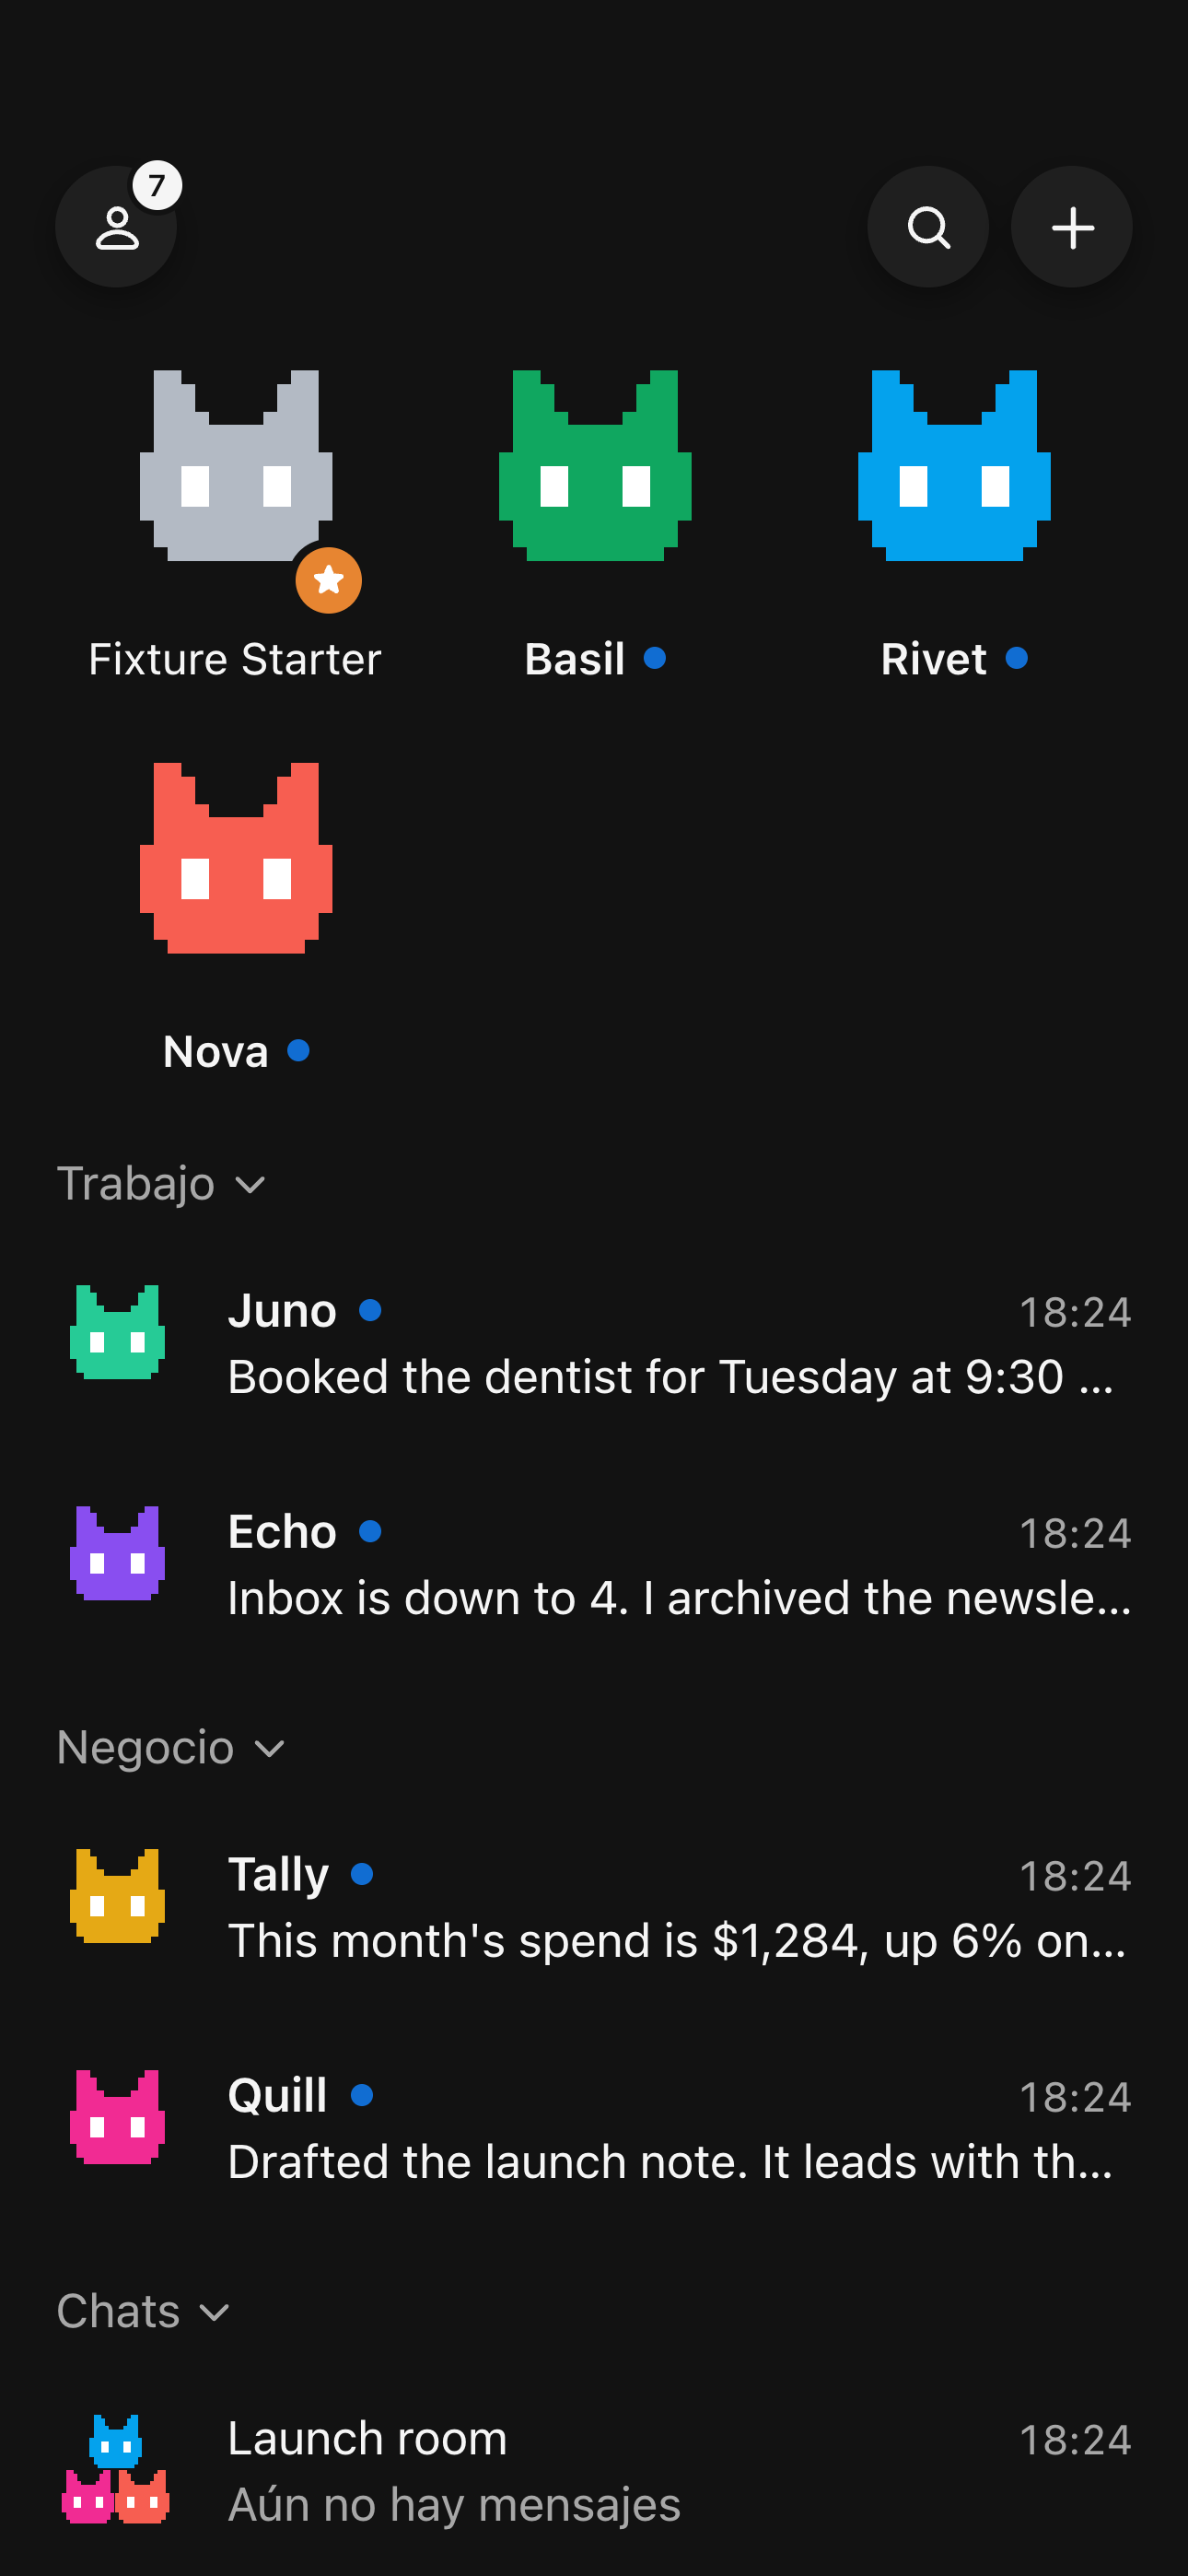 7
Fixture Starter
Basil
Rivet
Nova
Trabajo
Juno
18:24
Booked the dentist for Tuesday at 9:30 ...
Echo
18:24
Inbox is down to 4. I archived the newsle...
Negocio
Tally
18:24
This month's spend is $1,284, up 6% on...
Quill
18:24
Drafted the launch note. It leads with th...
Chats
Launch room
18:24
Aún no hay mensajes